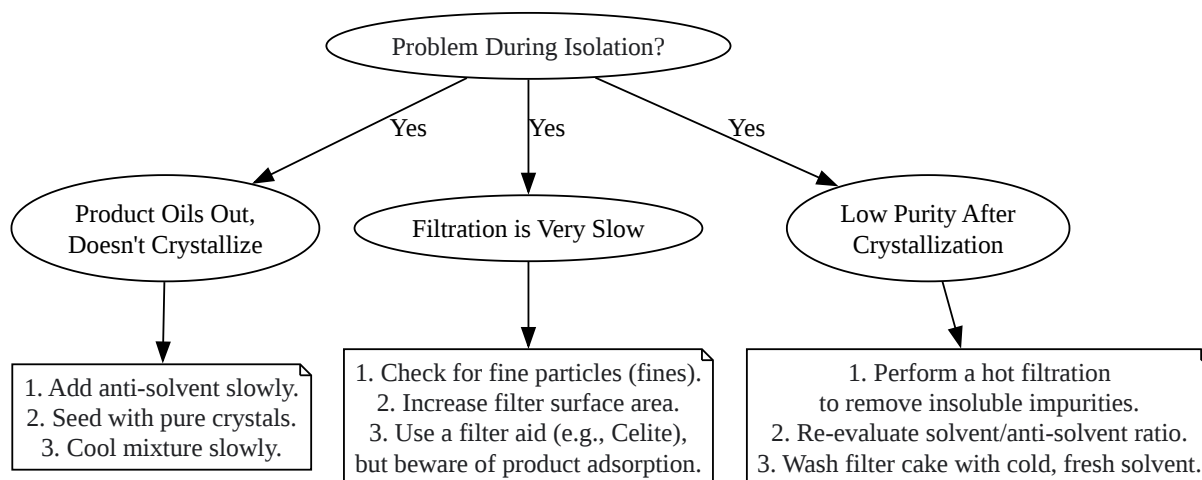 Problem During Isolation?
Yes
Yes
Yes
Product Oils Out,
Doesn't Crystallize
Filtration is Very Slow
Low Purity After
Crystallization
1. Add anti-solvent slowly.
2. Seed with pure crystals.
3. Cool mixture slowly.
1. Check for fine particles (fines).
2. Increase filter surface area.
3. Use a filter aid (e.g., Celite),
but beware of product adsorption.
1. Perform a hot filtration
to remove insoluble impurities.
2. Re-evaluate solvent/anti-solvent ratio.
3. Wash filter cake with cold, fresh solvent.